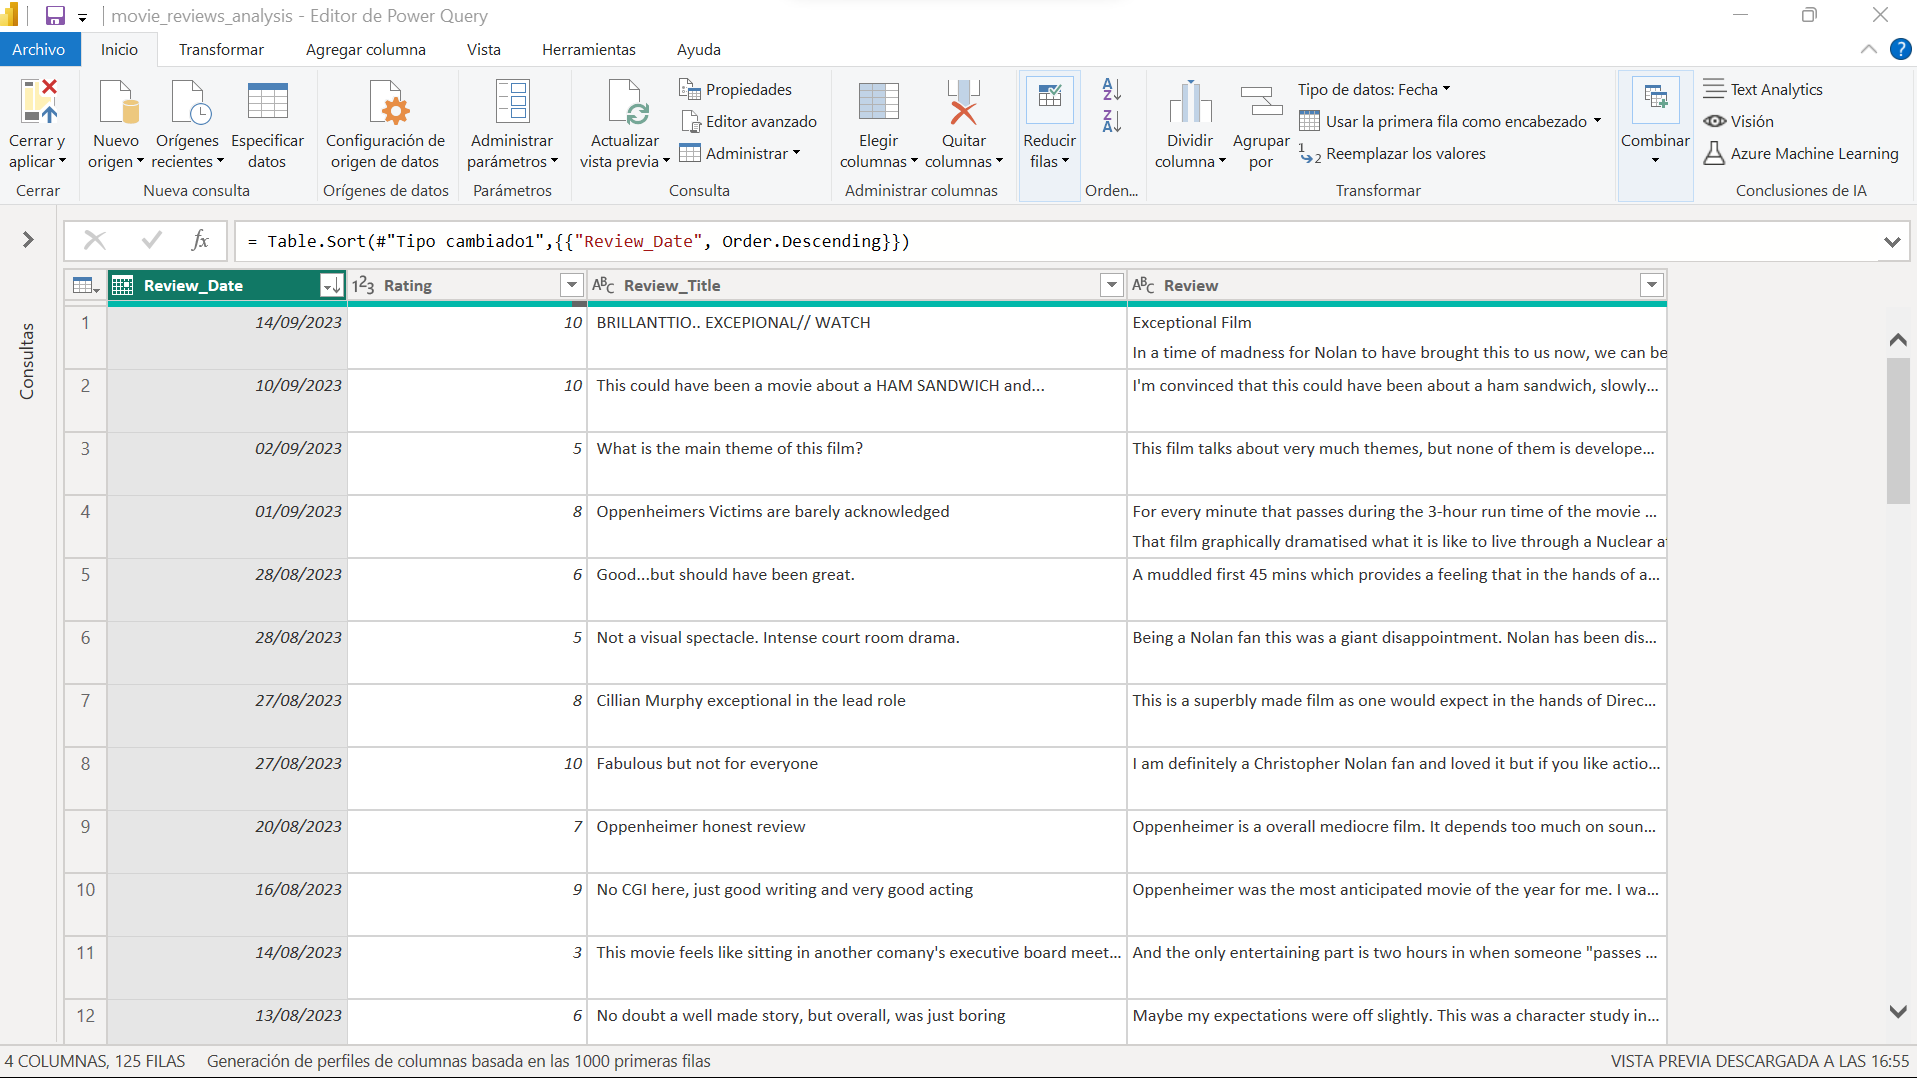 movie_reviews_analysis - Editor de Power Query
Archivo Inicio Transformar Agregar columna Vista Herramientas Ayuda
Cerrar y aplicar
Cerrar
Nuevo origen
Orígenes recientes
Especificar datos
Nueva consulta
Configuración de origen de datos
Orígenes de datos
Administrar parámetros
Parámetros
Actualizar vista previa
Propiedades
Editor avanzado
Administrar
Consulta
Elegir columnas
Quitar columnas
Administrar columnas
Reducir filas
Orden...
Dividir columna
Agrupar por
Tipo de datos: Fecha
Usar la primera fila como encabezado
Reemplazar los valores
Transformar
Combinar
Text Analytics
Visión
Azure Machine Learning
Conclusiones de IA
fx = Table.Sort(#"Tipo cambiado1",{{"Review_Date", Order.Descending}})
Consultas
Review_Date 123 Rating ABC Review_Title ABC Review
1 14/09/2023 10 BRILLANTTIO.. EXCEPIONAL// WATCH Exceptional Film
In a time of madness for Nolan to have brought this to us now, we can be
2 10/09/2023 10 This could have been a movie about a HAM SANDWICH and... I'm convinced that this could have been about a ham sandwich, slowly...
3 02/09/2023 5 What is the main theme of this film? This film talks about very much themes, but none of them is develope...
4 01/09/2023 8 Oppenheimers Victims are barely acknowledged For every minute that passes during the 3-hour run time of the movie ...
That film graphically dramatised what it is like to live through a Nuclear a
5 28/08/2023 6 Good...but should have been great. A muddled first 45 mins which provides a feeling that in the hands of a...
6 28/08/2023 5 Not a visual spectacle. Intense court room drama. Being a Nolan fan this was a giant disappointment. Nolan has been dis...
7 27/08/2023 8 Cillian Murphy exceptional in the lead role This is a superbly made film as one would expect in the hands of Direc...
8 27/08/2023 10 Fabulous but not for everyone I am definitely a Christopher Nolan fan and loved it but if you like actio...
9 20/08/2023 7 Oppenheimer honest review Oppenheimer is a overall mediocre film. It depends too much on soun...
10 16/08/2023 9 No CGI here, just good writing and very good acting Oppenheimer was the most anticipated movie of the year for me. I wa...
11 14/08/2023 3 This movie feels like sitting in another comany's executive board meet... And the only entertaining part is two hours in when someone "passes ...
12 13/08/2023 6 No doubt a well made story, but overall, was just boring Maybe my expectations were off slightly. This was a character study in...
4 COLUMNAS, 125 FILAS Generación de perfiles de columnas basada en las 1000 primeras filas VISTA PREVIA DESCARGADA A LAS 16:55